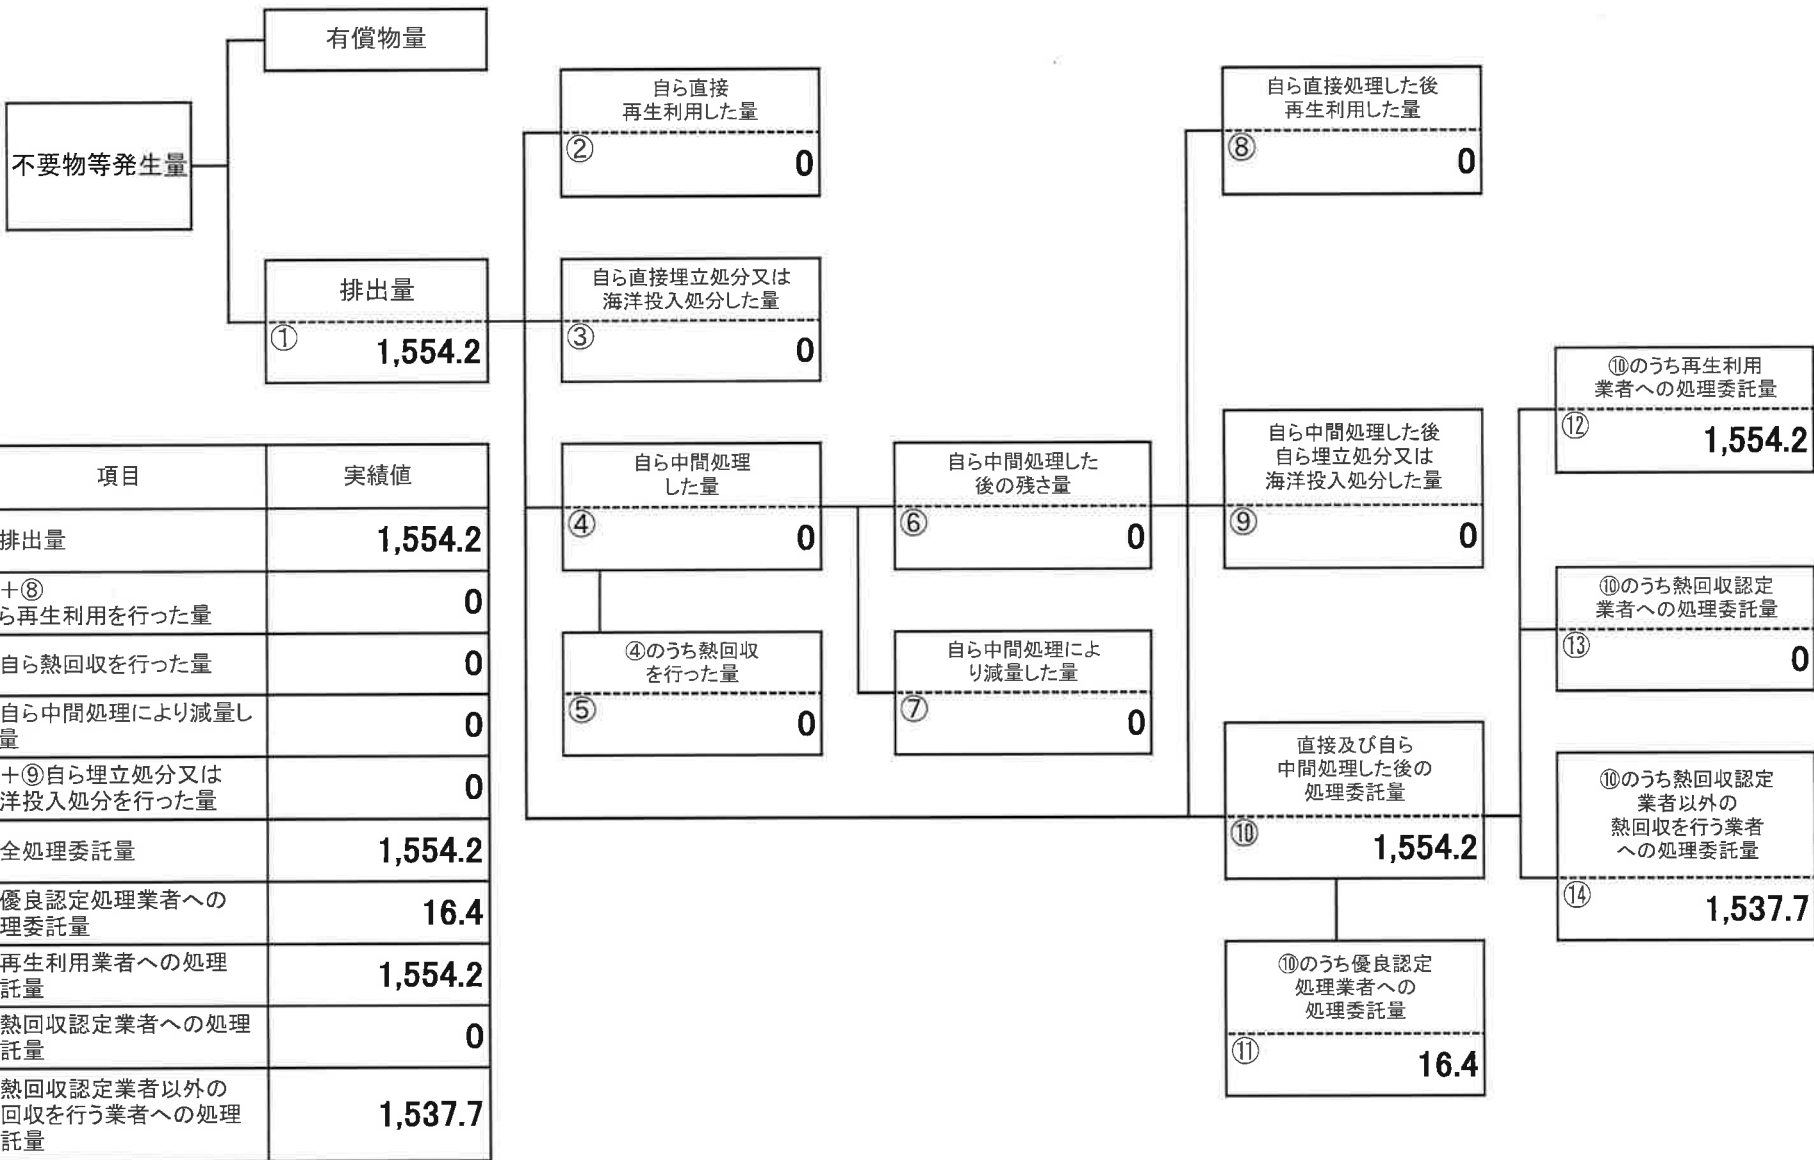 有償物量
不要物等発生量
排出量
①
1,554.2
自ら直接
再生利用した量
②
0
自ら直接埋立処分又は
海洋投入処分した量
③
0
自ら中間処理
した量
④
0
④のうち熱回収
を行った量
⑤
0
自ら中間処理した
後の残さ量
⑥
0
自ら中間処理によ
り減量した量
⑦
0
自ら直接処理した後
再生利用した量
⑧
0
自ら中間処理した後
自ら埋立処分又は
海洋投入処分した量
⑨
0
直接及び自ら
中間処理した後の
処理委託量
⑩
1,554.2
⑩のうち優良認定
処理業者への
処理委託量
⑪
16.4
⑩のうち再生利用
業者への処理委託量
⑫
1,554.2
⑩のうち熱回収認定
業者への処理委託量
⑬
0
⑩のうち熱回収認定
業者以外の
熱回収を行う業者
への処理委託量
⑭
1,537.7
項目 実績値
排出量 1,554.2
+⑧
ら再生利用を行った量 0
自ら熱回収を行った量 0
自ら中間処理により減量し
量 0
+⑨自ら埋立処分又は
洋投入処分を行った量 0
全処理委託量 1,554.2
優良認定処理業者への
理委託量 16.4
再生利用業者への処理
託量 1,554.2
熱回収認定業者への処理
託量 0
熱回収認定業者以外の
回収を行う業者への処理
託量 1,537.7